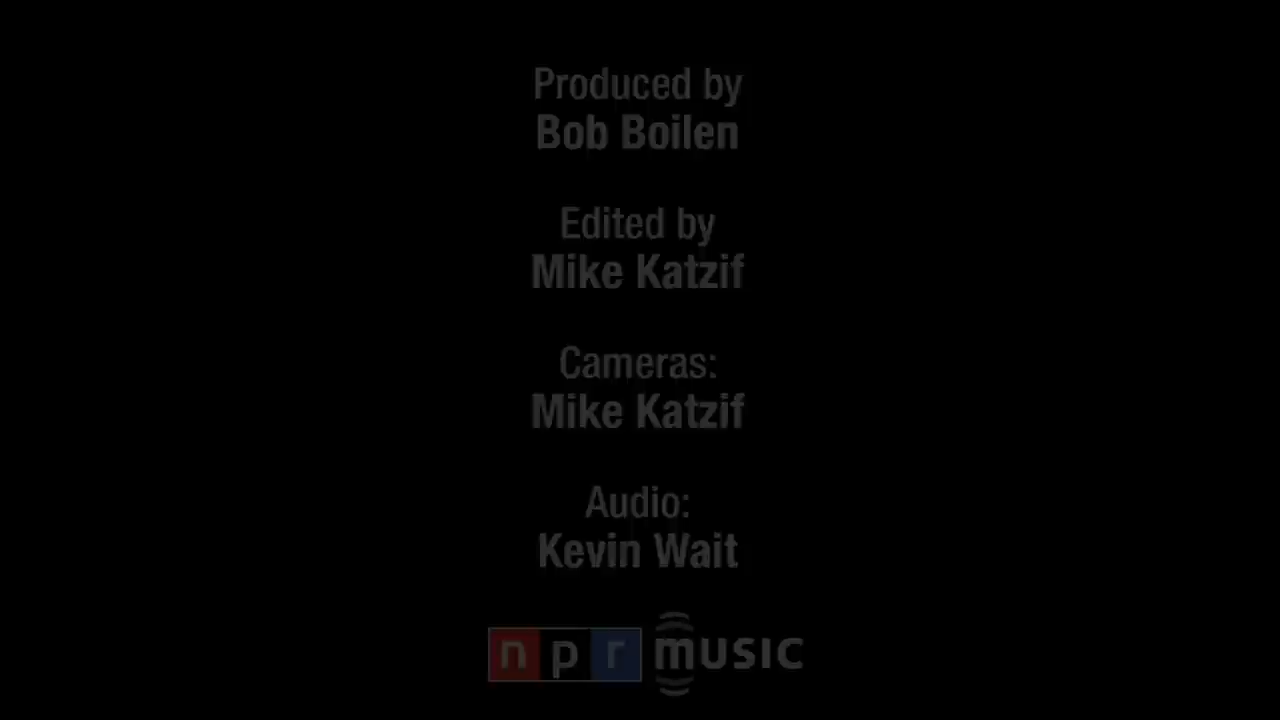 Produced by
Bob Boilen
Edited by
Mike Katzif
Cameras:
Mike Katzif
Audio:
Kevin Wait
npr music